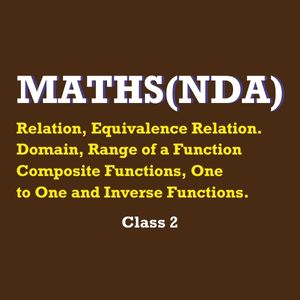 MATHS(NDA)
Relation, Equivalence Relation.
Domain, Range of a Function
Composite Functions, One
to One and Inverse Functions.
Class 2